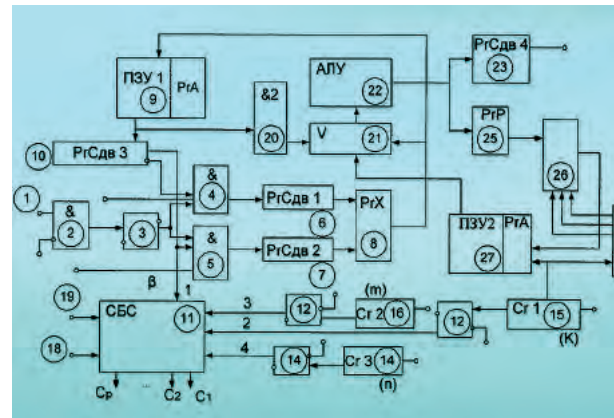 ПЗУ 1 РгА
9
АЛУ
22
РгСдв 4
23
&2
20
V
21
РгР
25
26
10
РгСдв 3
1
&
2
3
&
4
РгСдв 1
6
РгХ
8
&
5
РгСдв 2
7
ПЗУ2 РгА
27
β
1
19
СБС
11
3
12
(m)
Сг 2
16
12
Сг 1
15
(K)
2
18
4
14
Сг 3
14
(n)
Ср ... С2 С1